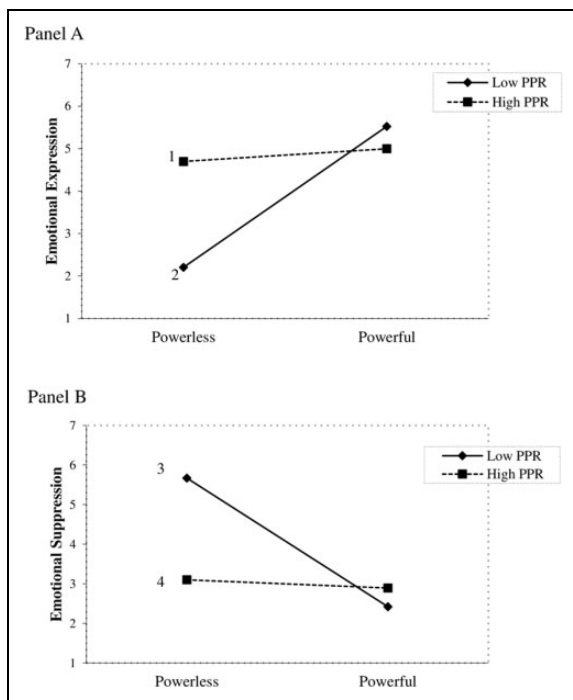 Panel A
7
6
5
4
3
2
1
Emotional Expression
1
2
Powerless Powerful
Low PPR
High PPR
Panel B
7
6
5
4
3
2
1
Emotional Suppression
3
4
Powerless Powerful
Low PPR
High PPR